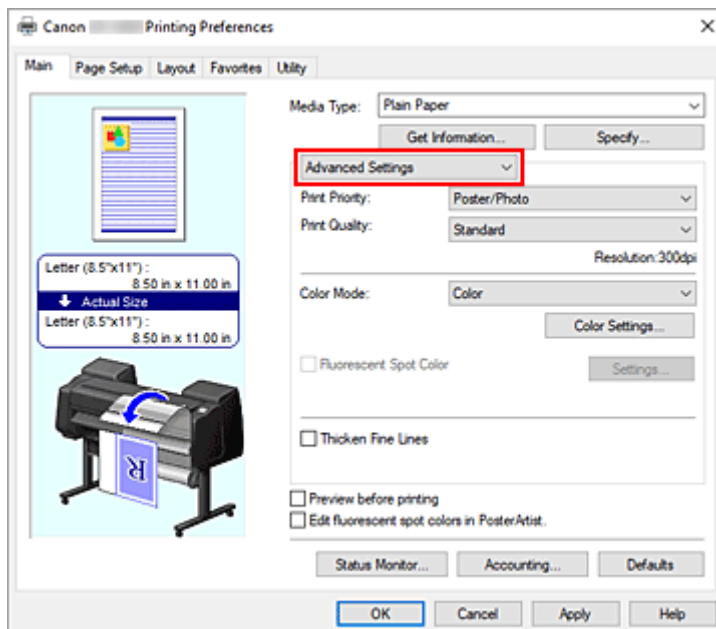 Canon Printing Preferences
Main Page Setup Layout Favorites Utility
Media Type: Plain Paper
Get Information... Specify...
Advanced Settings
Print Priority: Poster/Photo
Print Quality: Standard
Resolution:300dpi
Letter (8.5"x11") :
8.50 in x 11.00 in
Actual Size
Letter (8.5"x11") :
8.50 in x 11.00 in
Color Mode: Color
Color Settings...
Fluorescent Spot Color Settings...
R
Thicken Fine Lines
Preview before printing
Edit fluorescent spot colors in PosterArtist.
Status Monitor... Accounting... Defaults
OK Cancel Apply Help